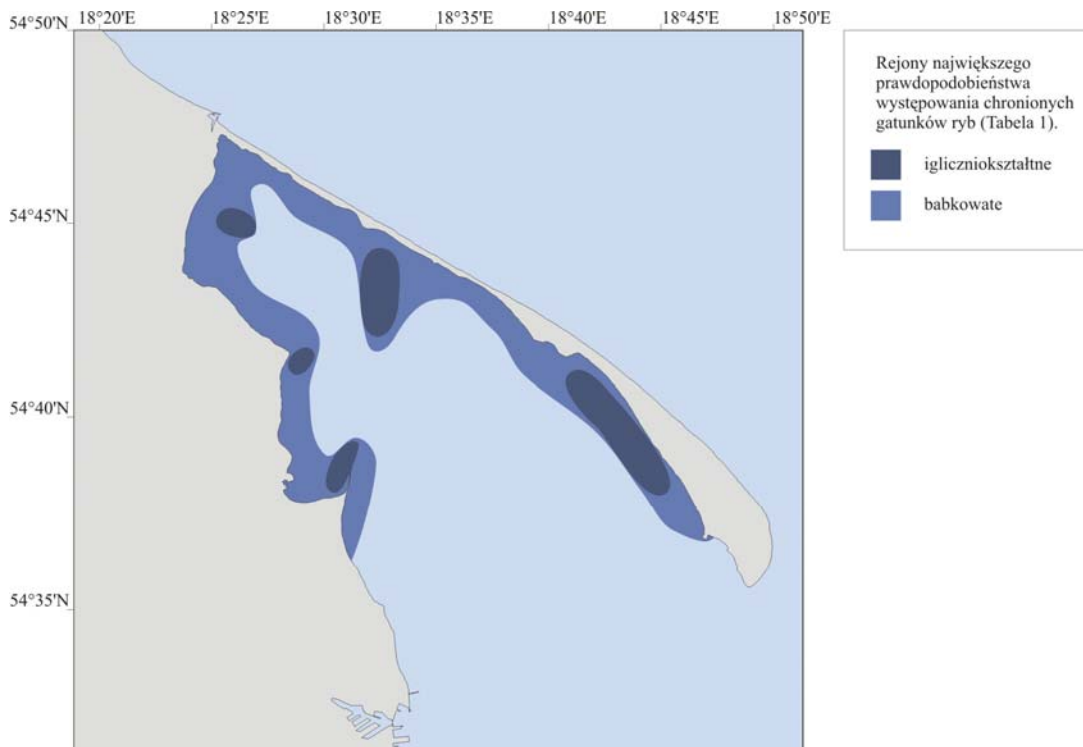 18°20'E 18°25'E 18°30'E 18°35'E 18°40'E 18°45'E 18°50'E
54°50'N
54°45'N
54°40'N
54°35'N
Rejony największego
prawdopodobieństwa
występowania chronionych
gatunków ryb (Tabela 1).
igliczniokształtne
babkowate